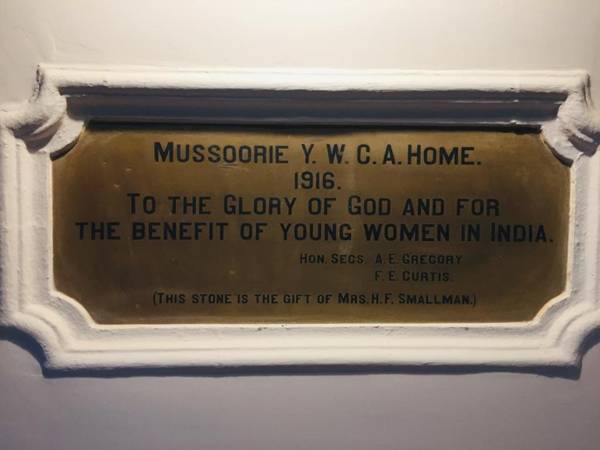 MUSSOORIE Y. W. C. A. HOME.
1916.
TO THE GLORY OF GOD AND FOR
THE BENEFIT OF YOUNG WOMEN IN INDIA.
HON. SECS. A. E. GREGORY
F. E. CURTIS.
(THIS STONE IS THE GIFT OF MRS. H. F. SMALLMAN.)